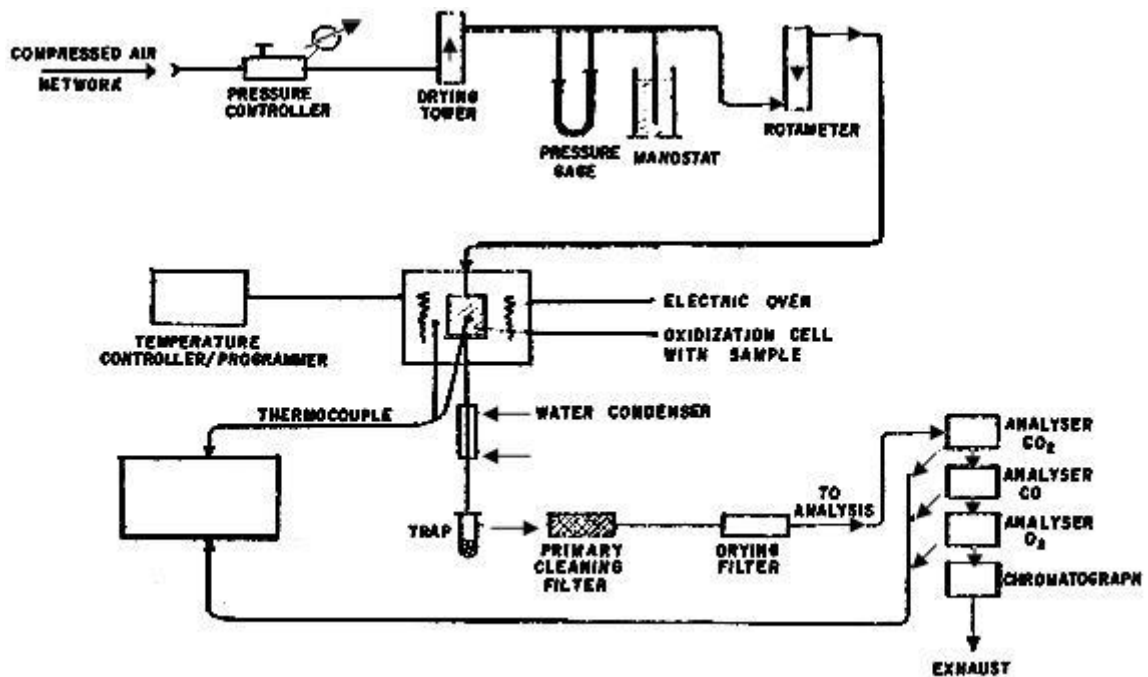 COMPRESSED AIR
NETWORK
PRESSURE
CONTROLLER
DRYING
TOWER
PRESSURE
GAGE
MANOSTAT
ROTAMETER
TEMPERATURE
CONTROLLER/PROGRAMMER
ELECTRIC OVEN
OXIDIZATION CELL
WITH SAMPLE
THERMOCOUPLE
WATER CONDENSER
TRAP
PRIMARY
CLEANING
FILTER
DRYING
FILTER
TO
ANALYSIS
ANALYSER
CO₂
ANALYSER
CO
ANALYSER
O₂
CHROMATOGRAPH
EXHAUST